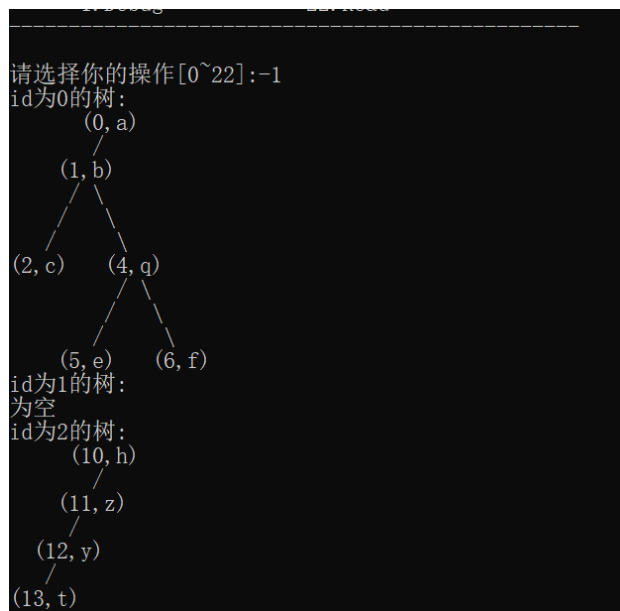 请选择你的操作[0~22]:-1
id为0的树:
(0,a)
/
(1,b)
/ \
/ \
/ \
(2,c) (4,q)
/ \
/ \
/ \
(5,e) (6,f)
id为1的树:
为空
id为2的树:
(10,h)
/
(11,z)
/
(12,y)
/
(13,t)